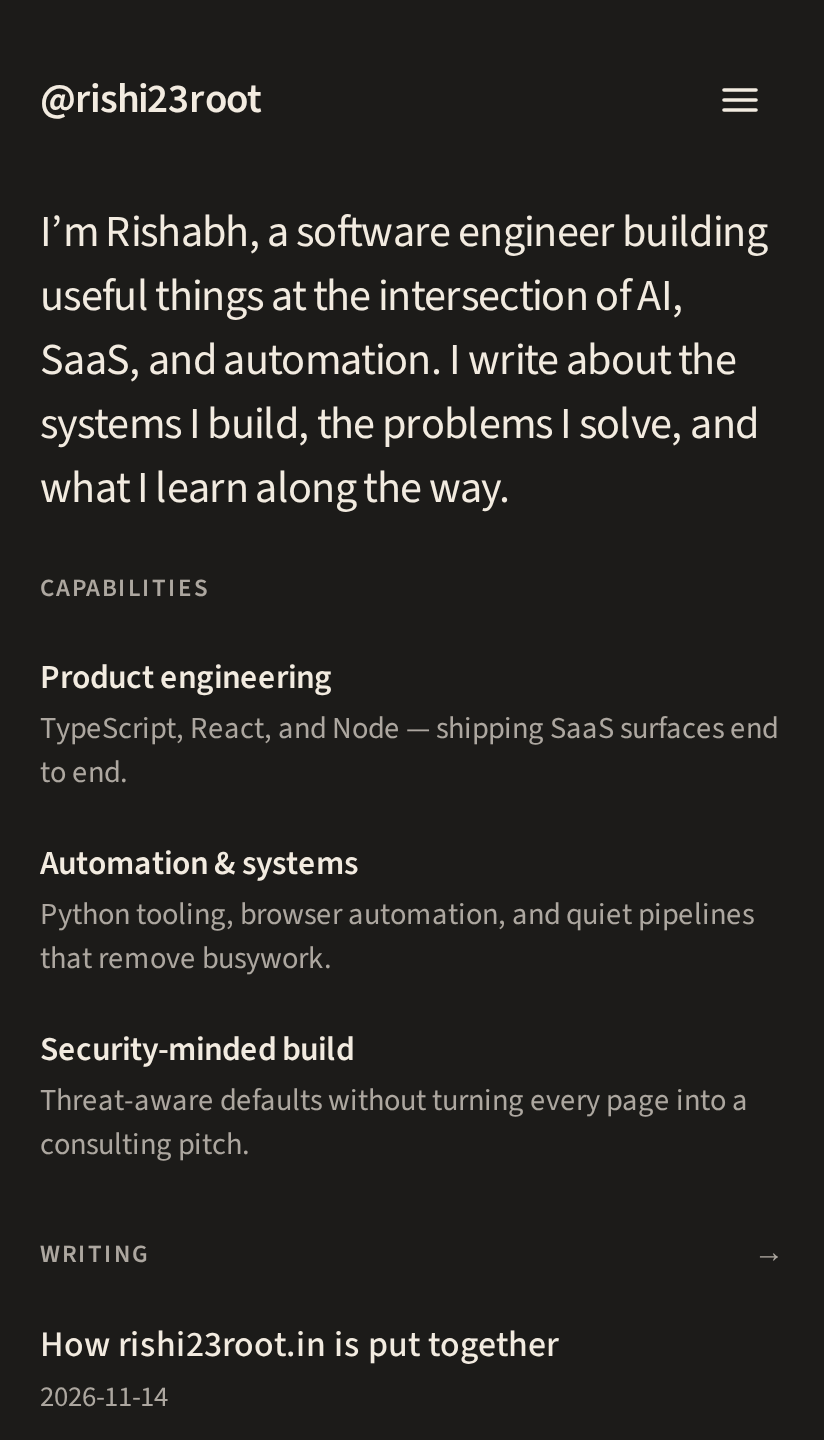 @rishi23root
I’m Rishabh, a software engineer building
useful things at the intersection of AI,
SaaS, and automation. I write about the
systems I build, the problems I solve, and
what I learn along the way.
CAPABILITIES
Product engineering
TypeScript, React, and Node — shipping SaaS surfaces end
to end.
Automation & systems
Python tooling, browser automation, and quiet pipelines
that remove busywork.
Security-minded build
Threat-aware defaults without turning every page into a
consulting pitch.
WRITING →
How rishi23root.in is put together
2026-11-14